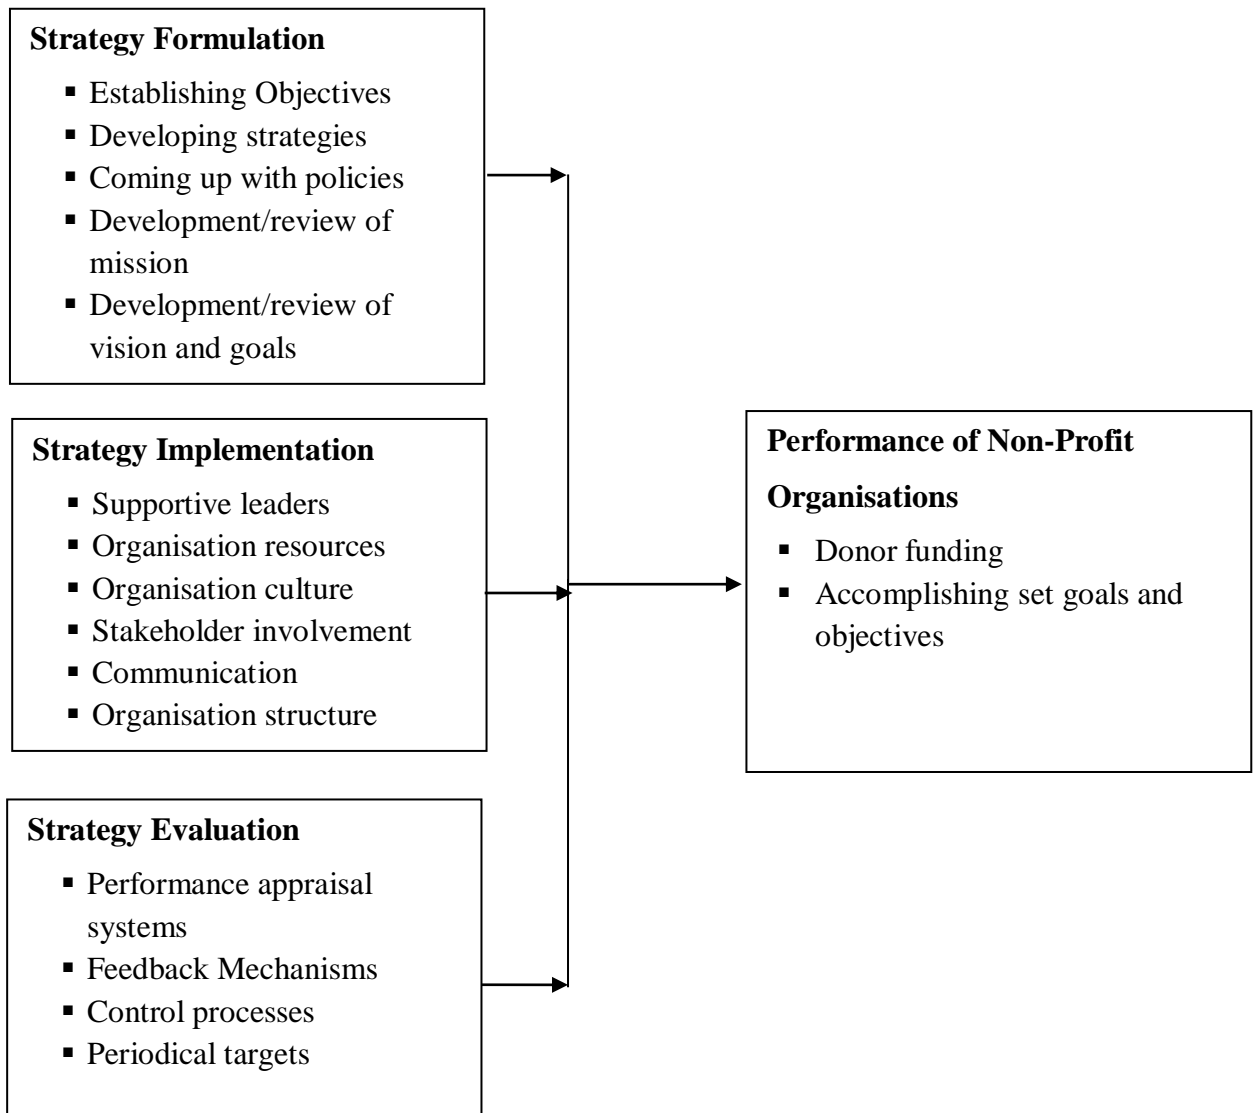 Strategy Formulation
▪ Establishing Objectives
▪ Developing strategies
▪ Coming up with policies
▪ Development/review of
mission
▪ Development/review of
vision and goals
Strategy Implementation
▪ Supportive leaders
▪ Organisation resources
▪ Organisation culture
▪ Stakeholder involvement
▪ Communication
▪ Organisation structure
Strategy Evaluation
▪ Performance appraisal
systems
▪ Feedback Mechanisms
▪ Control processes
▪ Periodical targets
Performance of Non-Profit
Organisations
▪ Donor funding
▪ Accomplishing set goals and
objectives